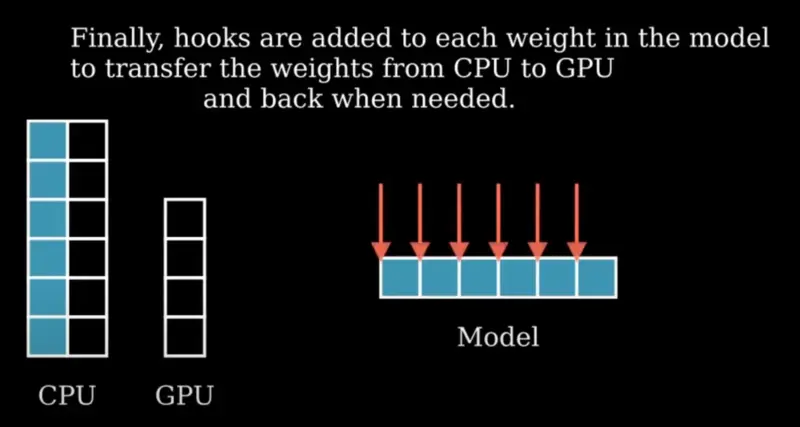 Finally, hooks are added to each weight in the model
to transfer the weights from CPU to GPU
and back when needed.
Model
CPU
GPU